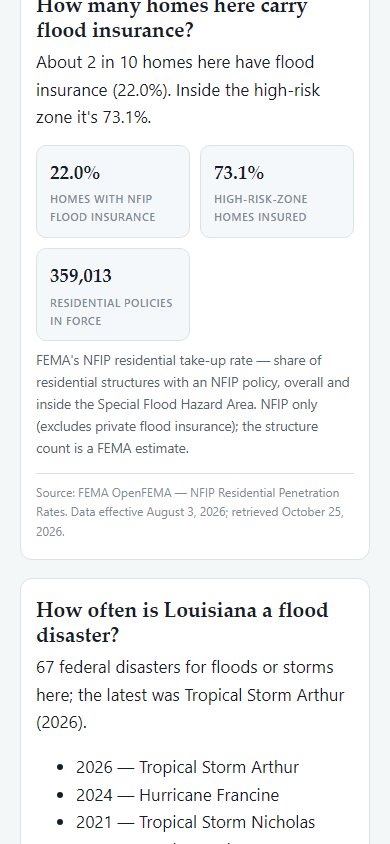 How many homes here carry
flood insurance?
About 2 in 10 homes here have flood
insurance (22.0%). Inside the high-risk
zone it's 73.1%.
22.0%
HOMES WITH NFIP
FLOOD INSURANCE
73.1%
HIGH-RISK-ZONE
HOMES INSURED
359,013
RESIDENTIAL POLICIES
IN FORCE
FEMA's NFIP residential take-up rate — share of
residential structures with an NFIP policy, overall and
inside the Special Flood Hazard Area. NFIP only
(excludes private flood insurance); the structure
count is a FEMA estimate.
Source: FEMA OpenFEMA — NFIP Residential Penetration
Rates. Data effective August 3, 2026; retrieved October 25,
2026.
How often is Louisiana a flood
disaster?
67 federal disasters for floods or storms
here; the latest was Tropical Storm Arthur
(2026).
• 2026 — Tropical Storm Arthur
• 2024 — Hurricane Francine
• 2021 — Tropical Storm Nicholas